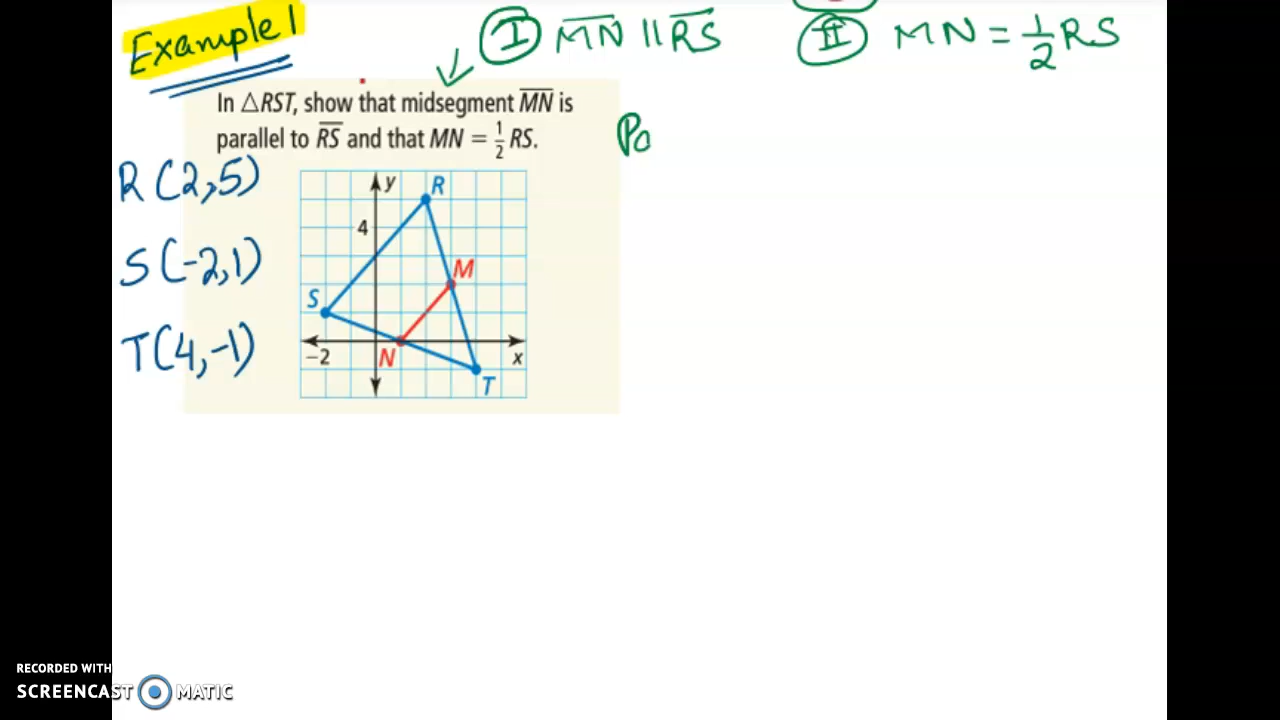 Example 1
I MN || RS
II MN = 1/2 RS
In △RST, show that midsegment MN is
parallel to RS and that MN = 1/2 RS.
Po
R(2,5)
S(-2,1)
T(4,-1)
y
R
4
M
S
−2
N
x
T
RECORDED WITH
SCREENCAST MATIC